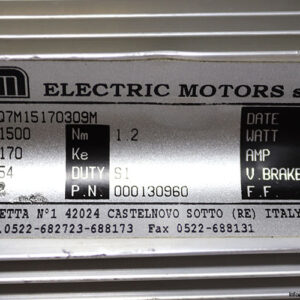 m ELECTRIC MOTORS s
Q7M15170309M DATE
1500 Nm 1.2 WATT
170 Ke AMP
54 DUTY S1 V.BRAKE
P.N. 000130960 F.F.
ETTA N°1 42024 CASTELNOVO SOTTO (RE) ITALY
.0522-682723-688173 Fax 0522-688131